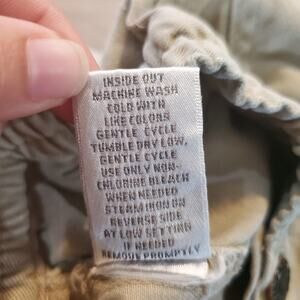 INSIDE OUT
MACHINE WASH
COLD WITH
LIKE COLORS
GENTLE CYCLE
TUMBLE DRY LOW,
GENTLE CYCLE
USE ONLY NON-
CHLORINE BLEACH
WHEN NEEDED
STEAM IRON ON
REVERSE SIDE
AT LOW SETTING
IF NEEDED
REMOVE PROMPTLY